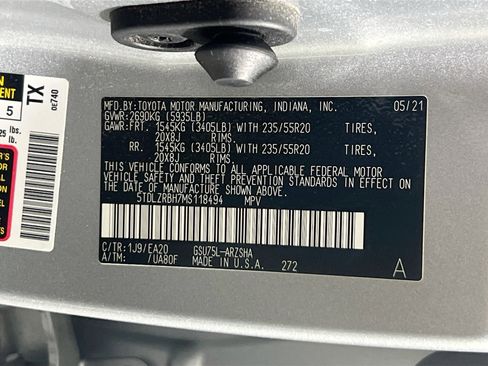 MFD.BY:TOYOTA MOTOR MANUFACTURING, INDIANA, INC. 05/21
GVWR:2690KG (5935LB)
GAWR:FRT. 1545KG (3405LB) WITH 235/55R20 TIRES,
20X8J RIMS.
RR. 1545KG (3405LB) WITH 235/55R20 TIRES,
20X8J RIMS.
THIS VEHICLE CONFORMS TO ALL APPLICABLE FEDERAL MOTOR
VEHICLE SAFETY AND THEFT PREVENTION STANDARDS IN EFFECT
ON THE DATE OF MANUFACTURE SHOWN ABOVE.
5TDLZRBH7MS118494 MPV
C/TR:1J9/EA20 GSU75L-ARZSHA
A/TM: /UA80F MADE IN U.S.A. 272 A
TX
0E740
5
lbs.